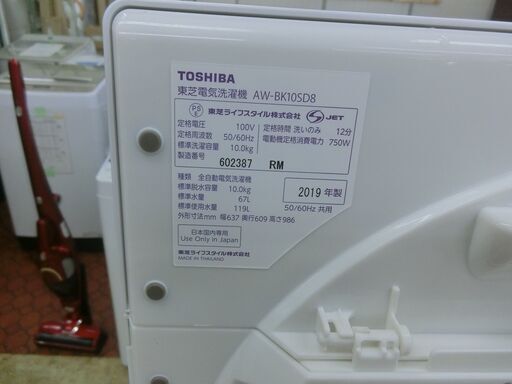 TOSHIBA
東芝電気洗濯機 AW-BK10SD8
PS E 東芝ライフスタイル株式会社 JET
定格電圧 100V 定格時間 洗いのみ 12分
定格周波数 50/60Hz 電動機定格消費電力 750W
標準洗濯容量 10.0kg
製造番号 602387 RM
種類 全自動電気洗濯機
標準脱水容量 10.0kg 2019 年製
標準水量 67L 50/60Hz 共用
標準使用水量 119L
外形寸法mm 幅637 奥行609 高さ986
日本国内専用
Use Only in Japan
東芝ライフスタイル株式会社
MADE IN THAILAND